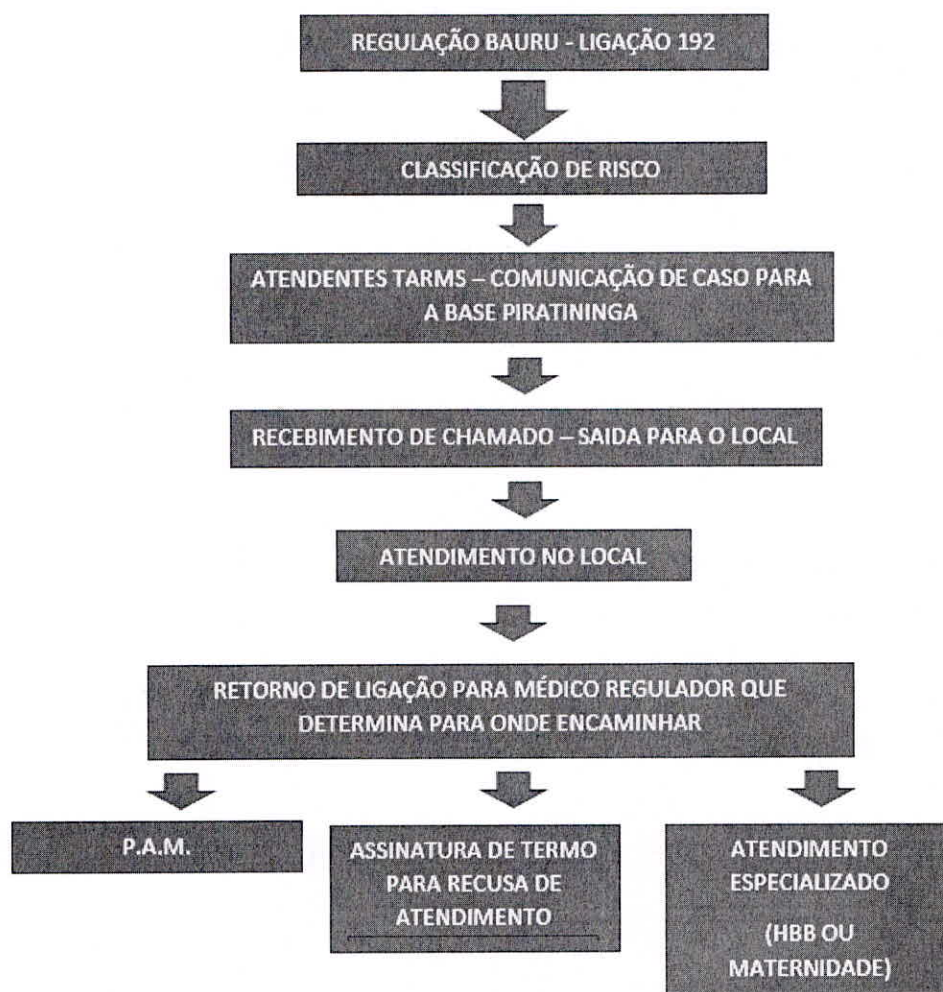 REGULAÇÃO BAURU - LIGAÇÃO 192
CLASSIFICAÇÃO DE RISCO
ATENDENTES TARMS – COMUNICAÇÃO DE CASO PARA
A BASE PIRATININGA
RECEBIMENTO DE CHAMADO – SAIDA PARA O LOCAL
ATENDIMENTO NO LOCAL
RETORNO DE LIGAÇÃO PARA MÉDICO REGULADOR QUE
DETERMINA PARA ONDE ENCAMINHAR
P.A.M.
ASSINATURA DE TERMO
PARA RECUSA DE
ATENDIMENTO
ATENDIMENTO
ESPECIALIZADO
(HBB OU
MATERNIDADE)